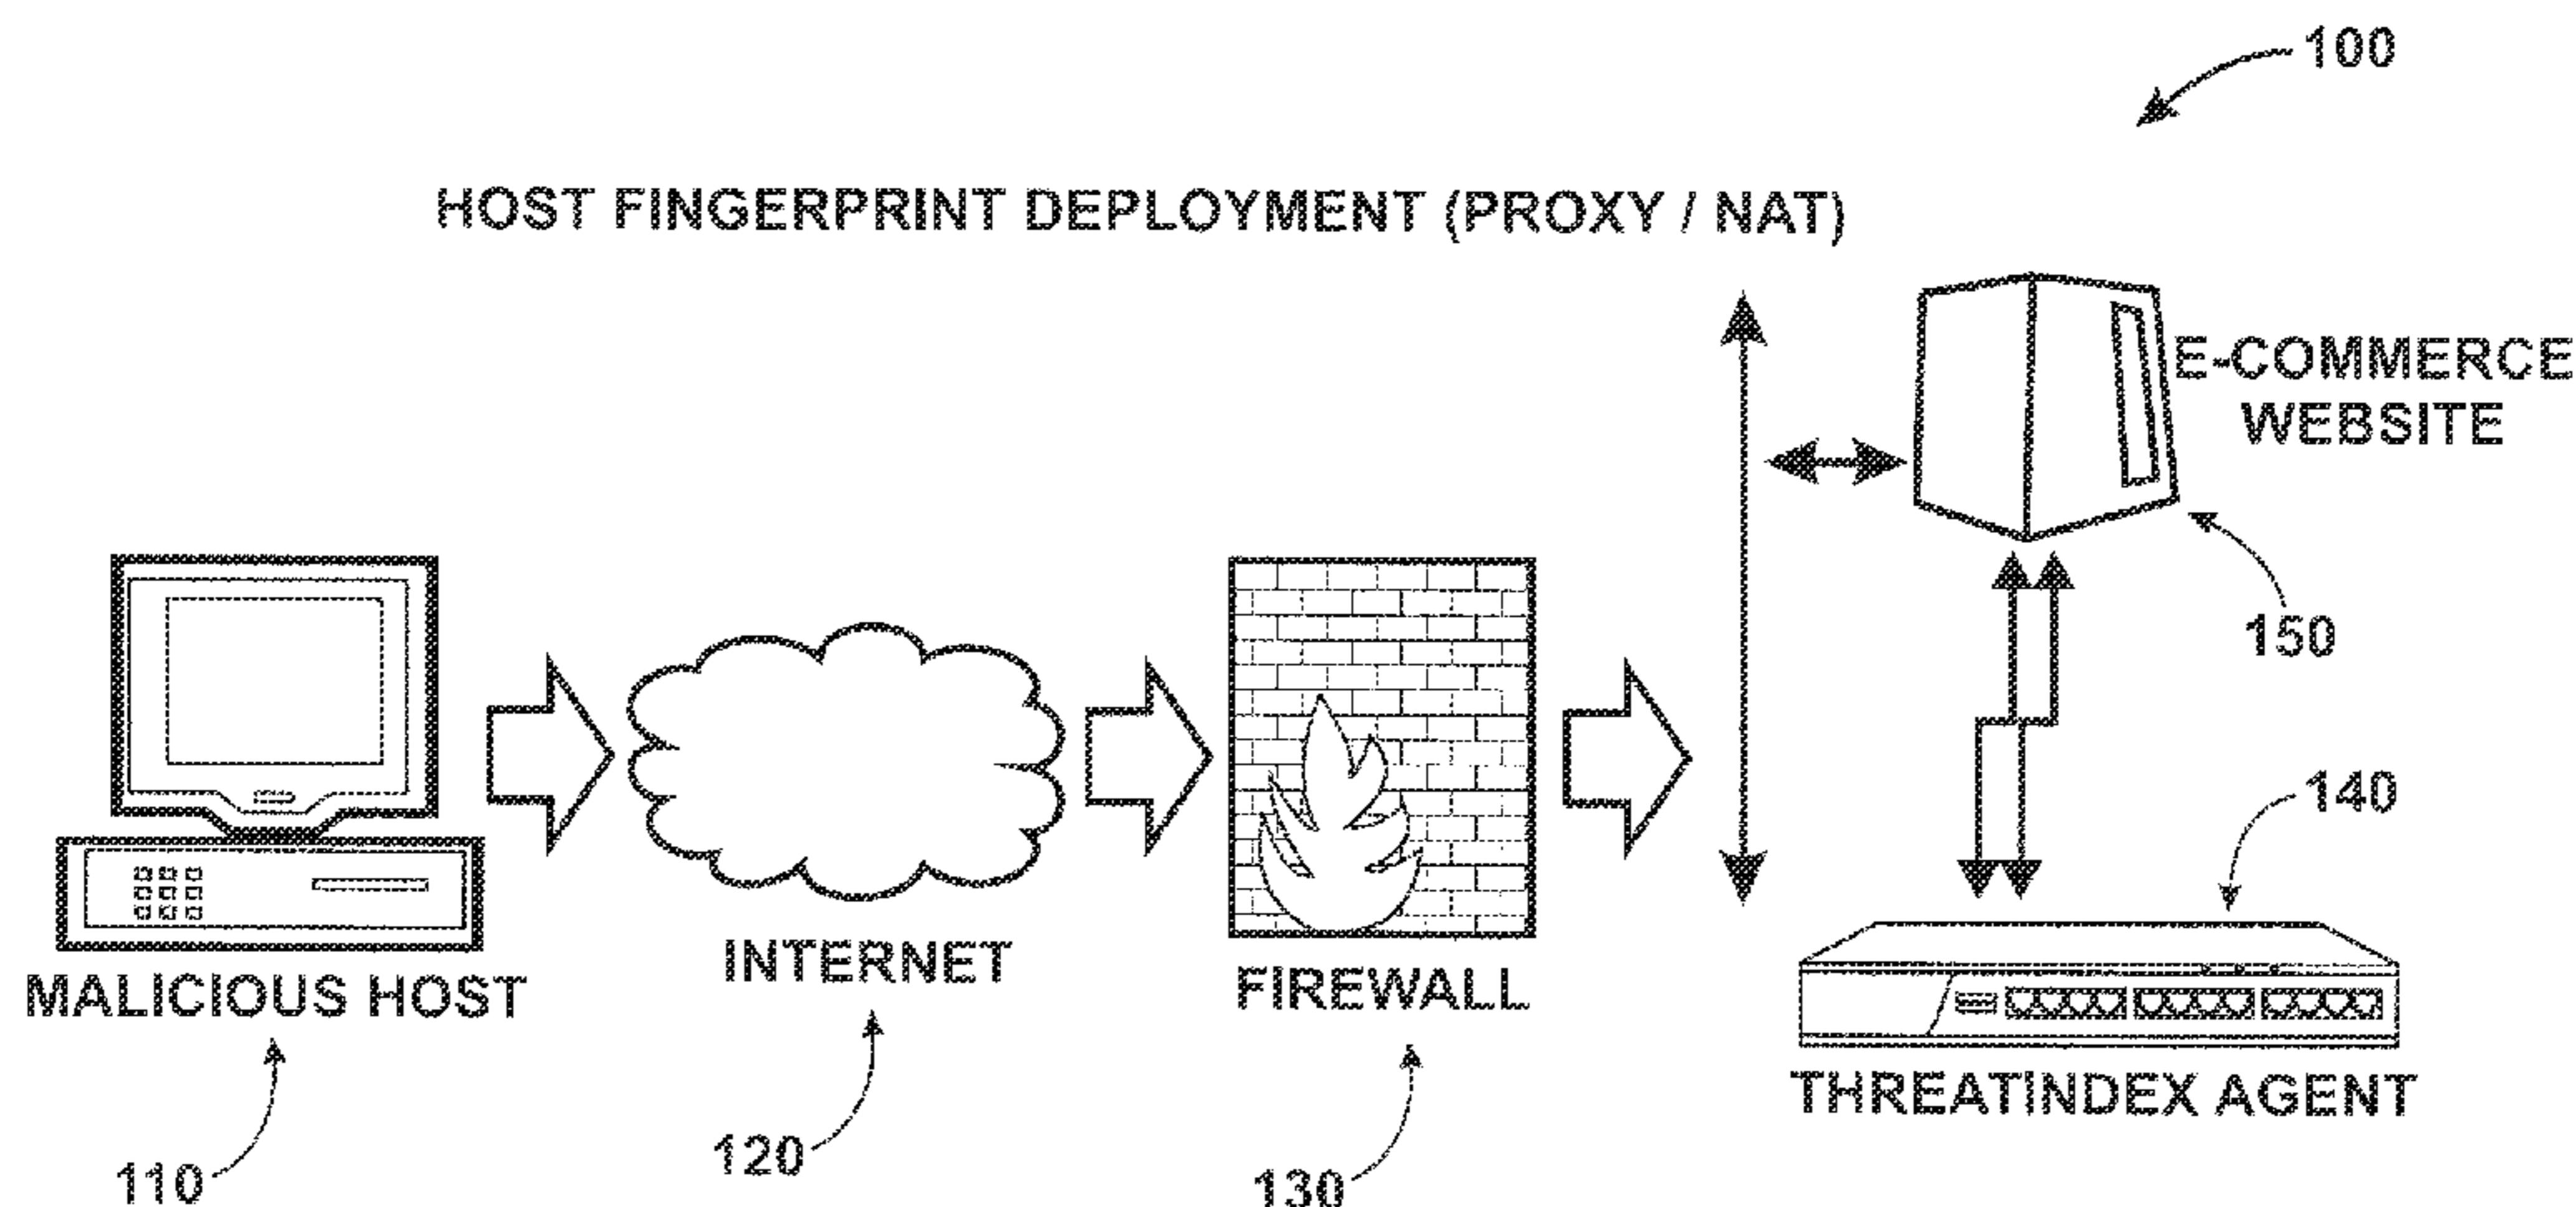 100
HOST FINGERPRINT DEPLOYMENT (PROXY / NAT)
E-COMMERCE
WEBSITE
150
140
INTERNET
MALICIOUS HOST
FIREWALL
THREATINDEX AGENT
120
110
130